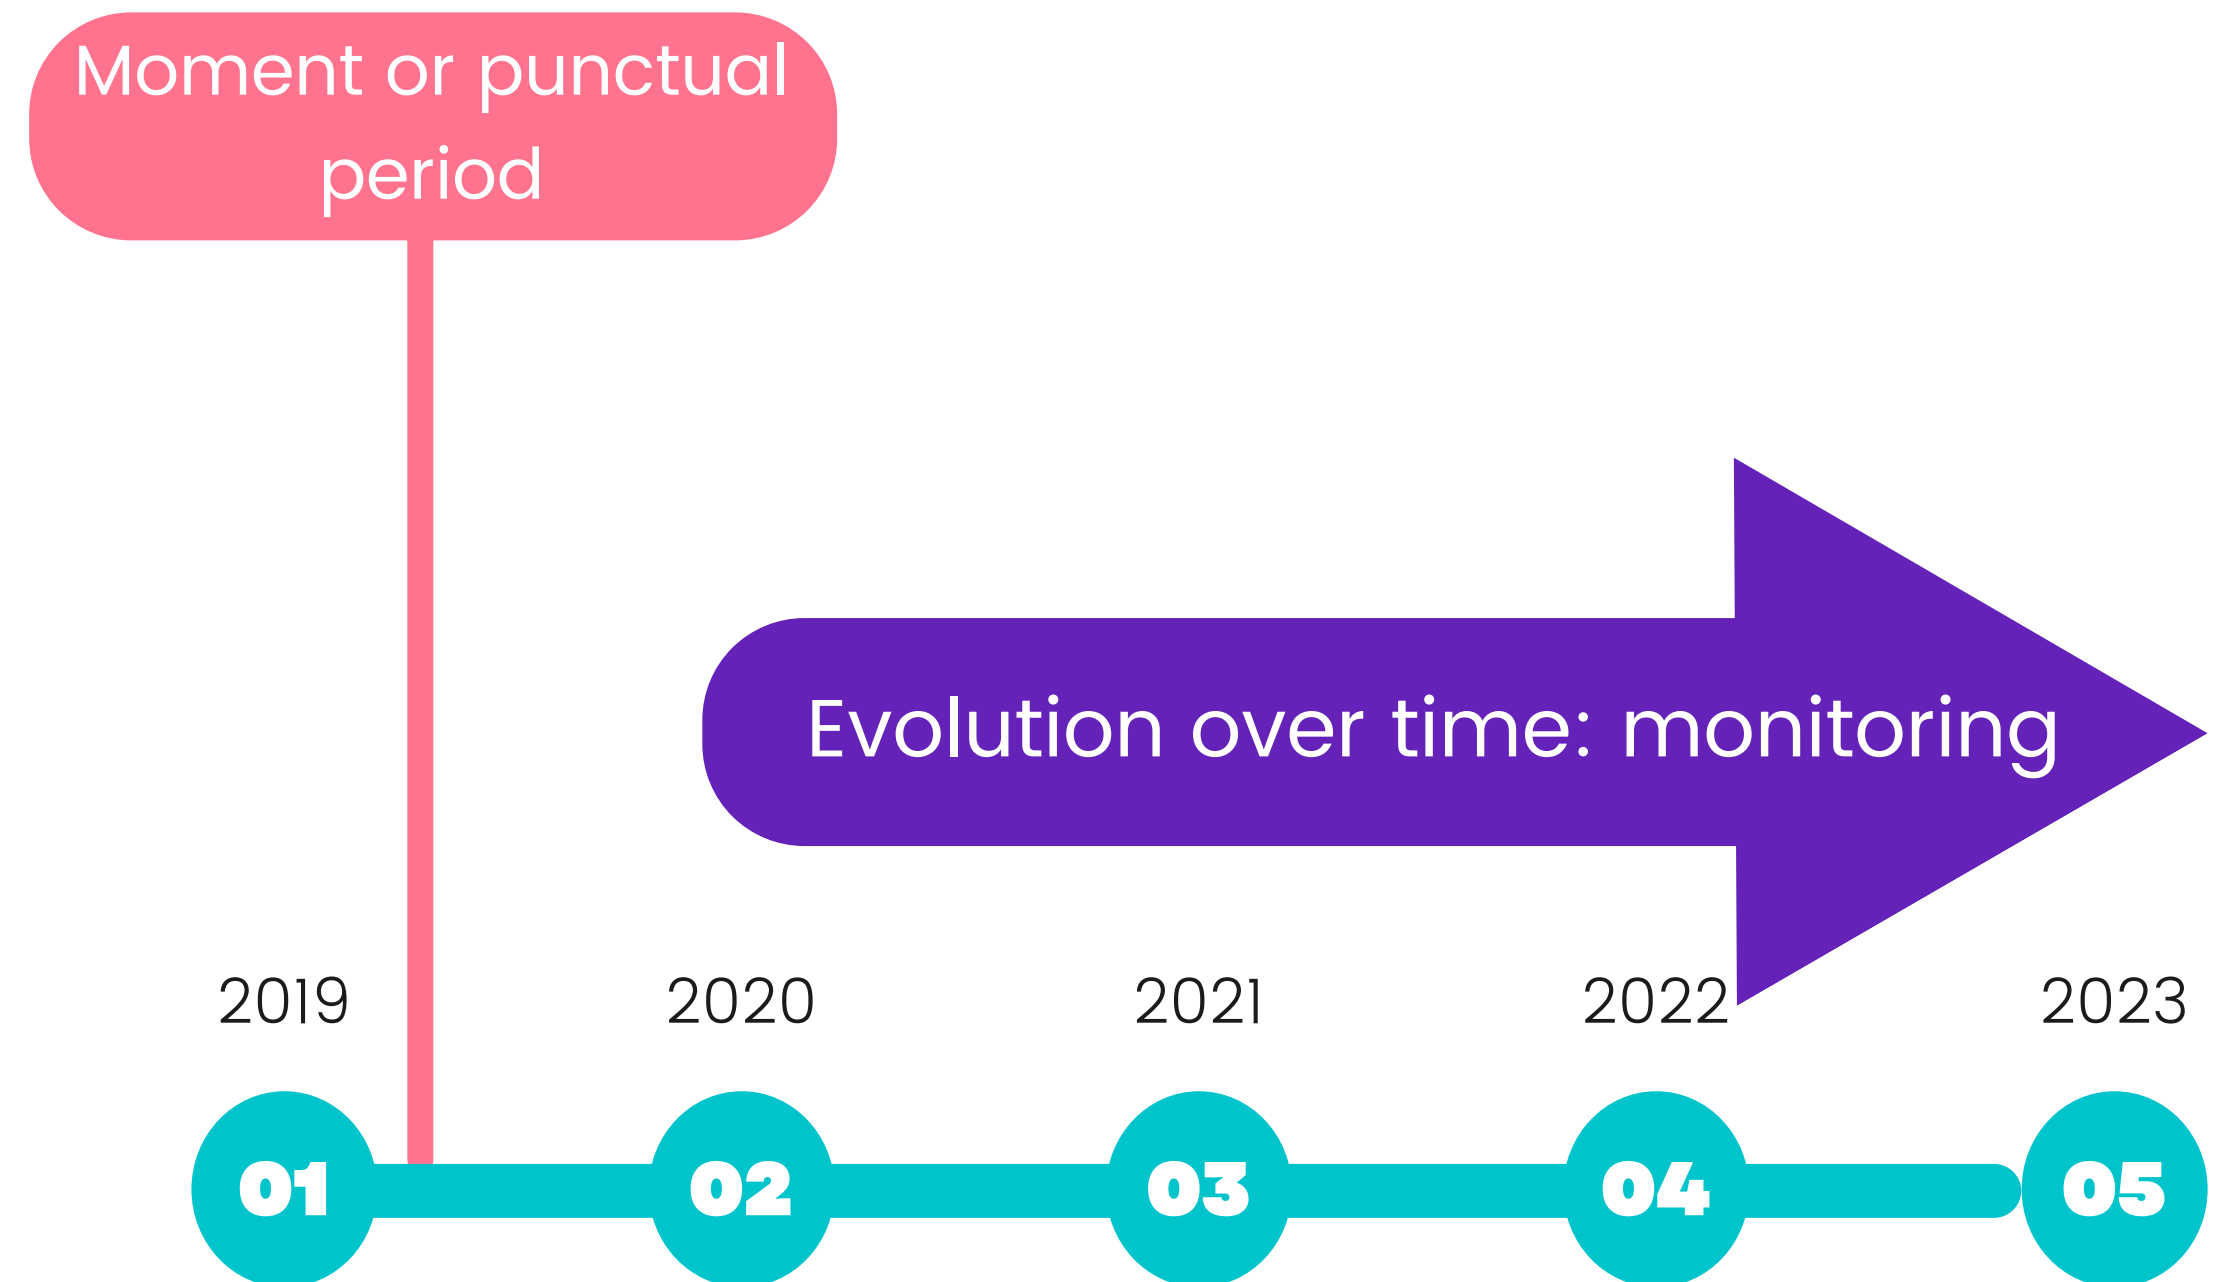 Moment or punctual
period
Evolution over time: monitoring
2019 2020 2021 2022 2023
01 02 03 04 05